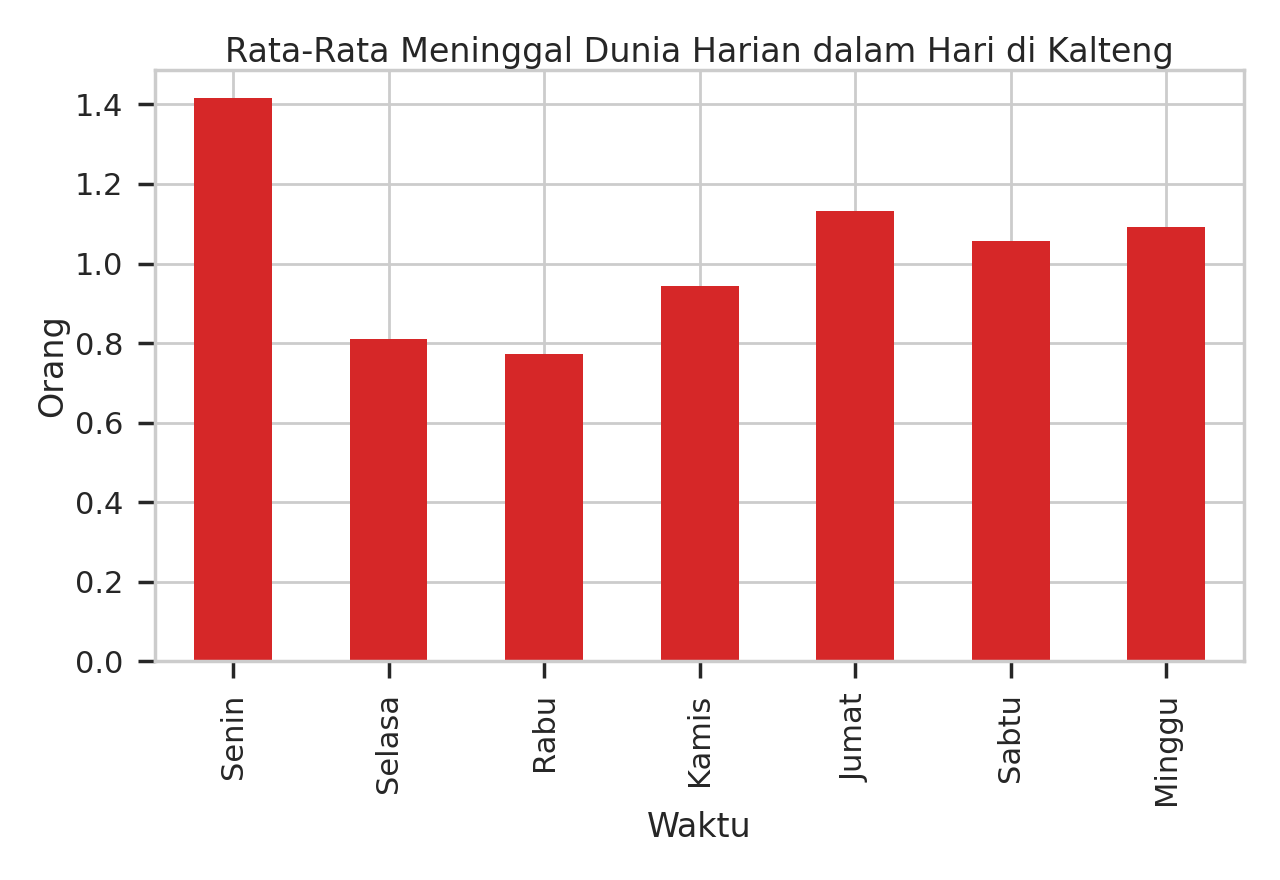 Rata-Rata Meninggal Dunia Harian dalam Hari di Kalteng
1.4
1.2
1.0
0.8
0.6
0.4
0.2
0.0
Orang
Senin
Selasa
Rabu
Kamis
Jumat
Sabtu
Minggu
Waktu